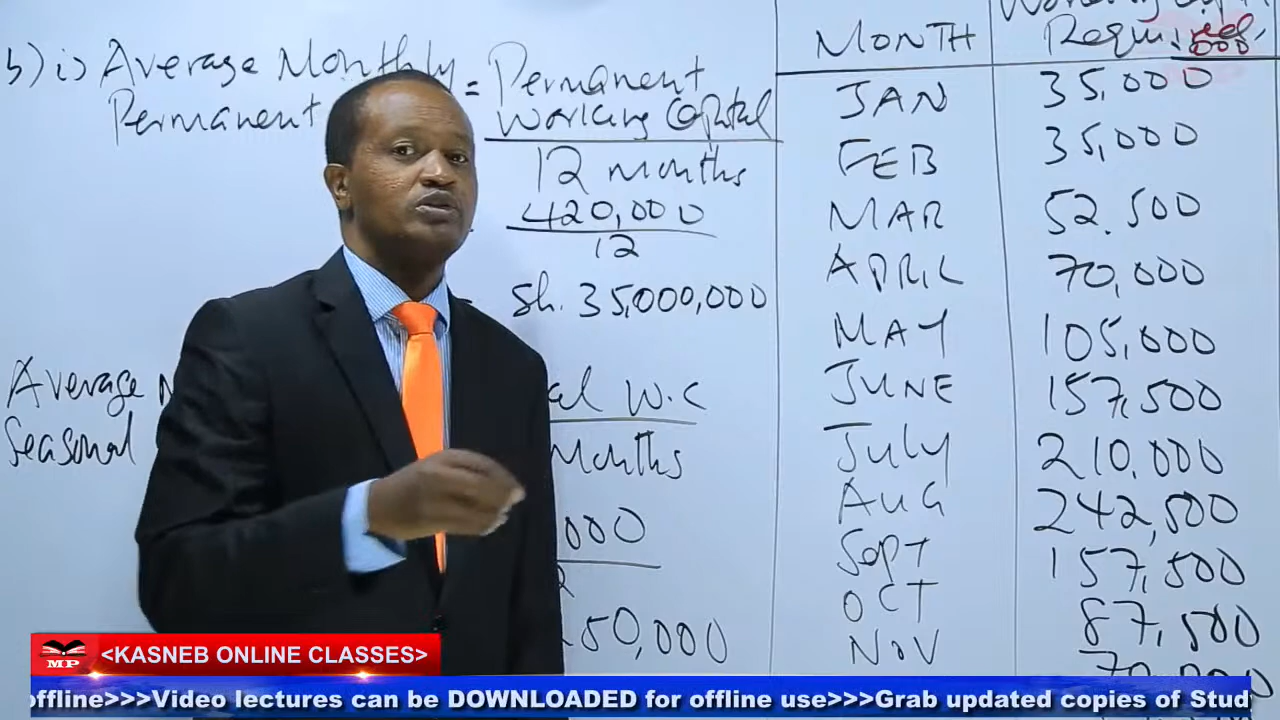 b) i) Average Monthly = Permanent
Permanent Working Capital
12 months
420,000
12
Sh. 35,000,000
Average
Seasonal
W.C
Months
000
50,000
MONTH Required
000
JAN 35,000
FEB 35,000
MAR 52.500
APRIL 70,000
MAY 105,000
JUNE 157,500
July 210,000
AUG 242,500
Sept 157,500
OCT 87,500
NOV 70,000
MP
<KASNEB ONLINE CLASSES>
offline>>>Video lectures can be DOWNLOADED for offline use>>>Grab updated copies of Stud